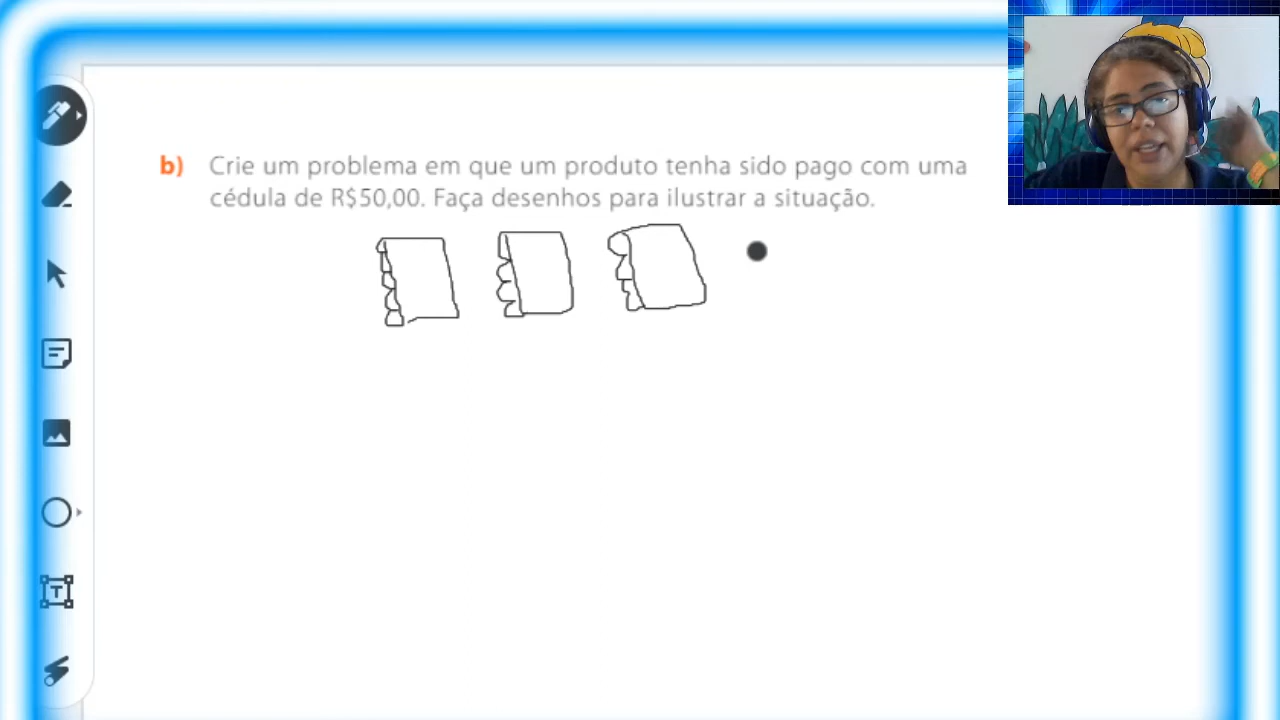 b) Crie um problema em que um produto tenha sido pago com uma
cédula de R$50,00. Faça desenhos para ilustrar a situação.